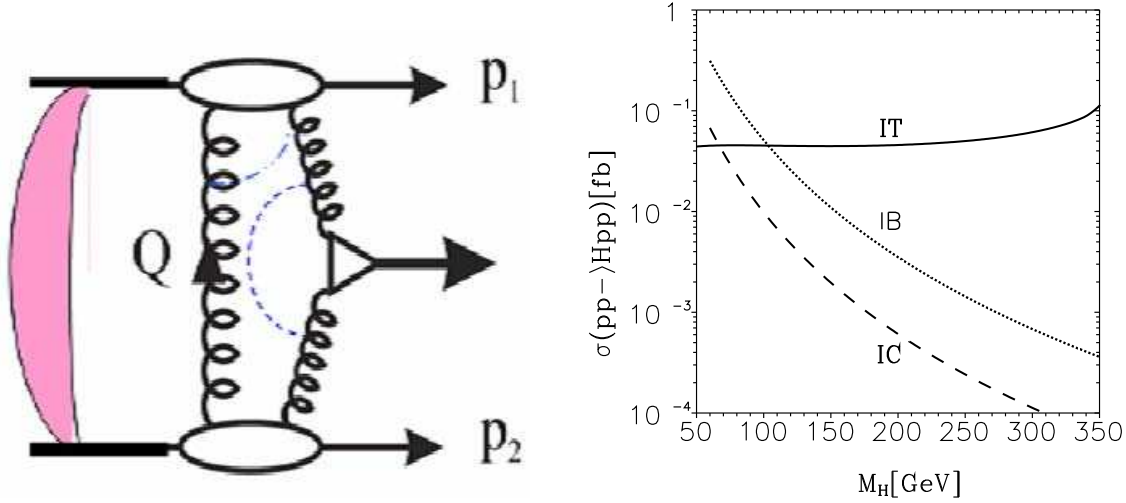 p₁
Q
p₂
σ(pp->Hpp)[fb]
1
10⁻¹
10⁻²
10⁻³
10⁻⁴
IT
IB
IC
50 100 150 200 250 300 350
M_H[GeV]